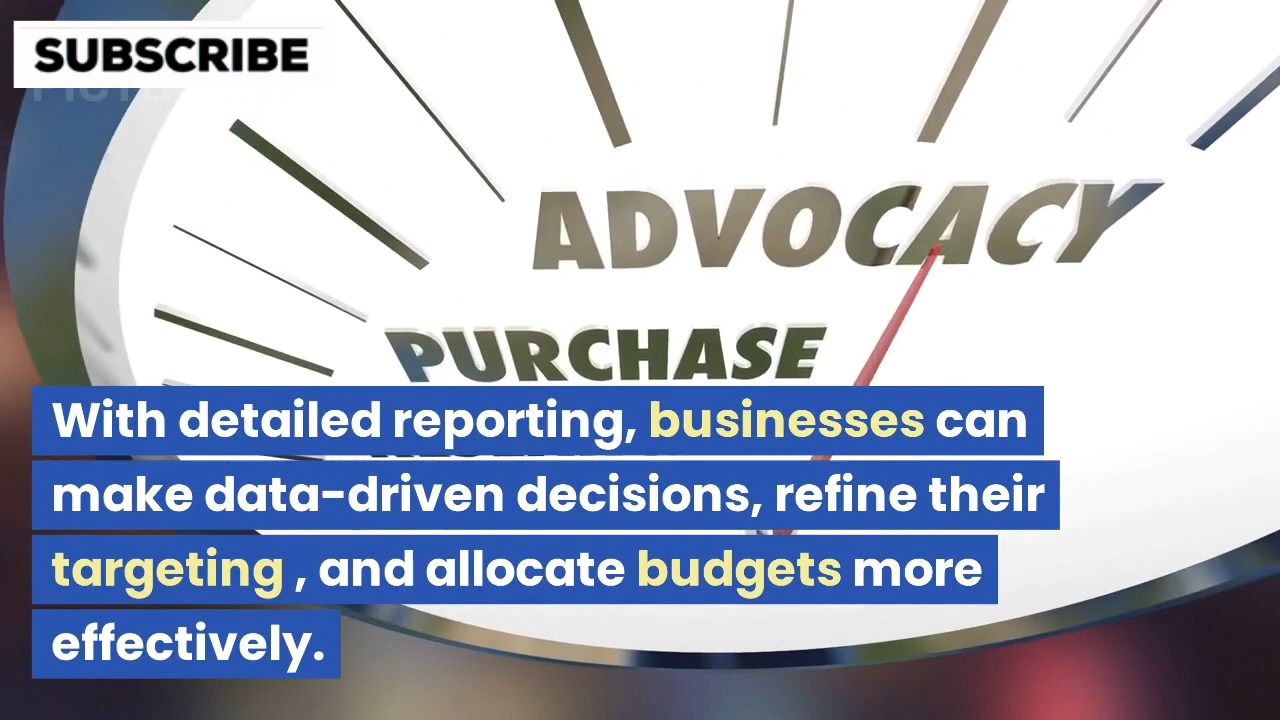 SUBSCRIBE
ADVOCACY
PURCHASE
With detailed reporting, businesses can
make data-driven decisions, refine their
targeting , and allocate budgets more
effectively.